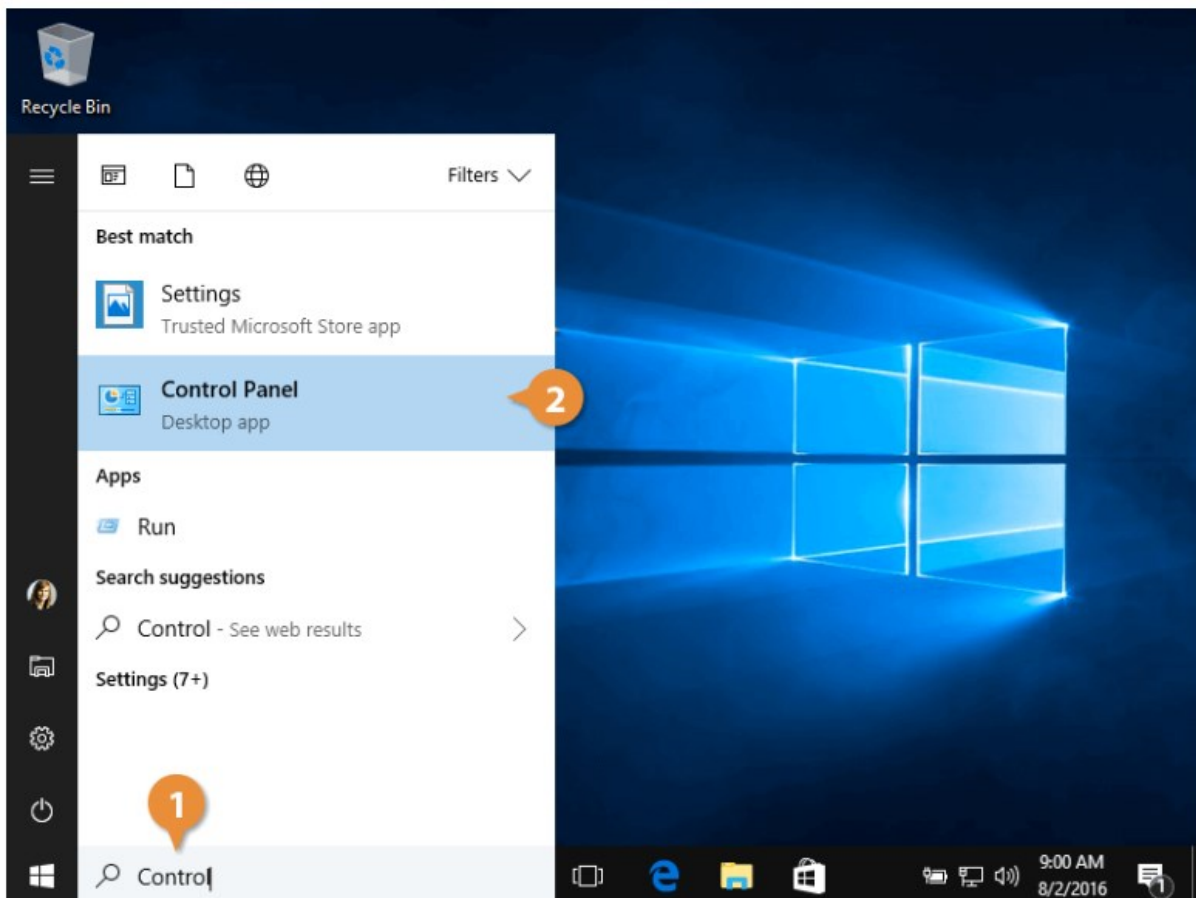 Recycle Bin
Filters
Best match
Settings
Trusted Microsoft Store app
Control Panel
Desktop app
2
Apps
Run
Search suggestions
Control - See web results
Settings (7+)
1
Control
9:00 AM
8/2/2016
1